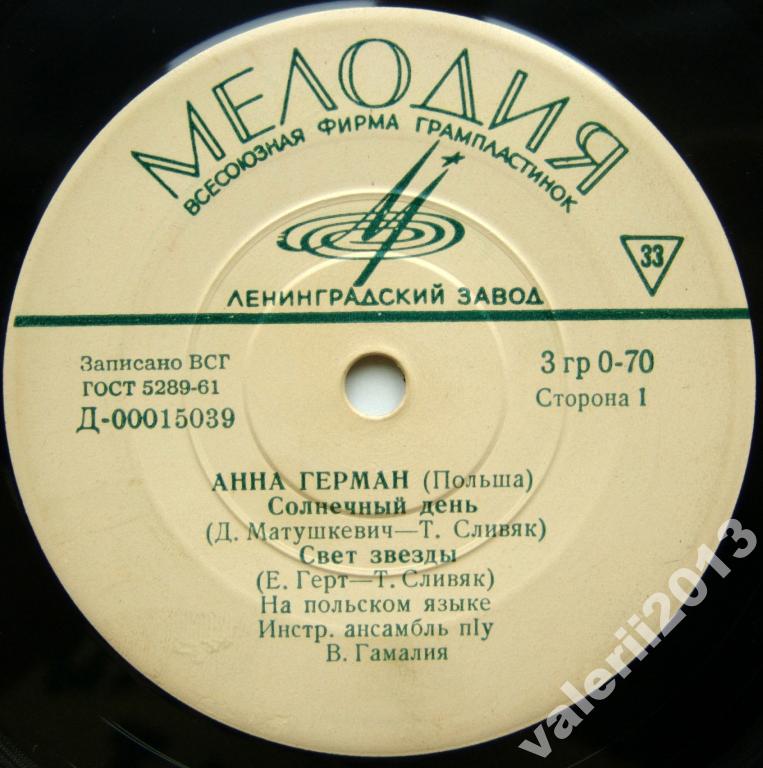 МЕЛОДИЯ
ВСЕСОЮЗНАЯ ФИРМА ГРАМПЛАСТИНОК
33
ЛЕНИНГРАДСКИЙ ЗАВОД
Записано ВСГ
ГОСТ 5289-61
Д-00015039
3 гр 0-70
Сторона 1
АННА ГЕРМАН (Польша)
Солнечный день
(Д. Матушкевич—Т. Сливяк)
Свет звезды
(Е. Герт—Т. Сливяк)
На польском языке
Инстр. ансамбль п/у
В. Гамалия
valerii2013